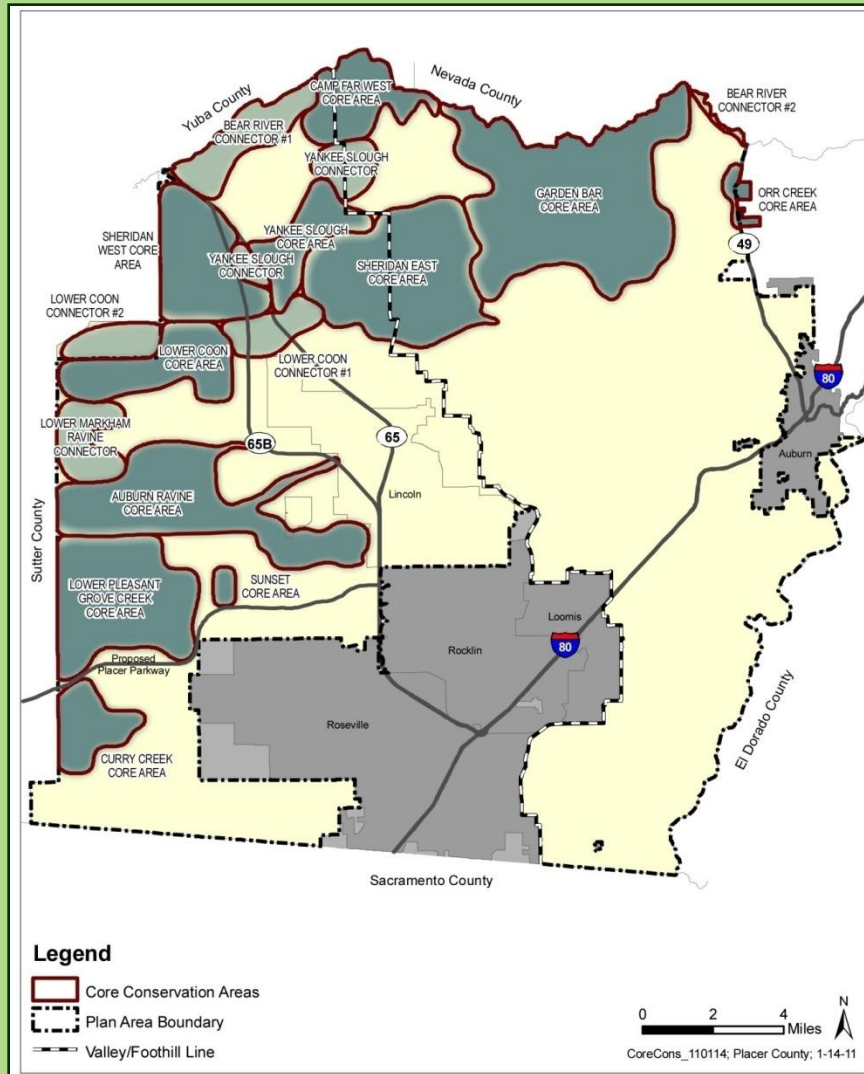 Yuba County
Nevada County
CAMP FAR WEST
CORE AREA
BEAR RIVER
CONNECTOR #2
BEAR RIVER
CONNECTOR #1
YANKEE SLOUGH
CONNECTOR
GARDEN BAR
CORE AREA
ORR CREEK
CORE AREA
SHERIDAN
WEST CORE
AREA
YANKEE SLOUGH
CORE AREA
YANKEE SLOUGH
CONNECTOR
SHERIDAN EAST
CORE AREA
49
LOWER COON
CONNECTOR #2
LOWER COON
CORE AREA
LOWER COON
CONNECTOR #1
80
LOWER MARKHAM
RAVINE
CONNECTOR
65B
65
Auburn
AUBURN RAVINE
CORE AREA
Lincoln
Sutter County
LOWER PLEASANT
GROVE CREEK
CORE AREA
SUNSET
CORE AREA
Loomis
80
Rocklin
Proposed
Placer Parkway
Roseville
El Dorado County
CURRY CREEK
CORE AREA
Sacramento County
Legend
Core Conservation Areas
Plan Area Boundary
Valley/Foothill Line
0 2 4
Miles
N
CoreCons_110114; Placer County; 1-14-11